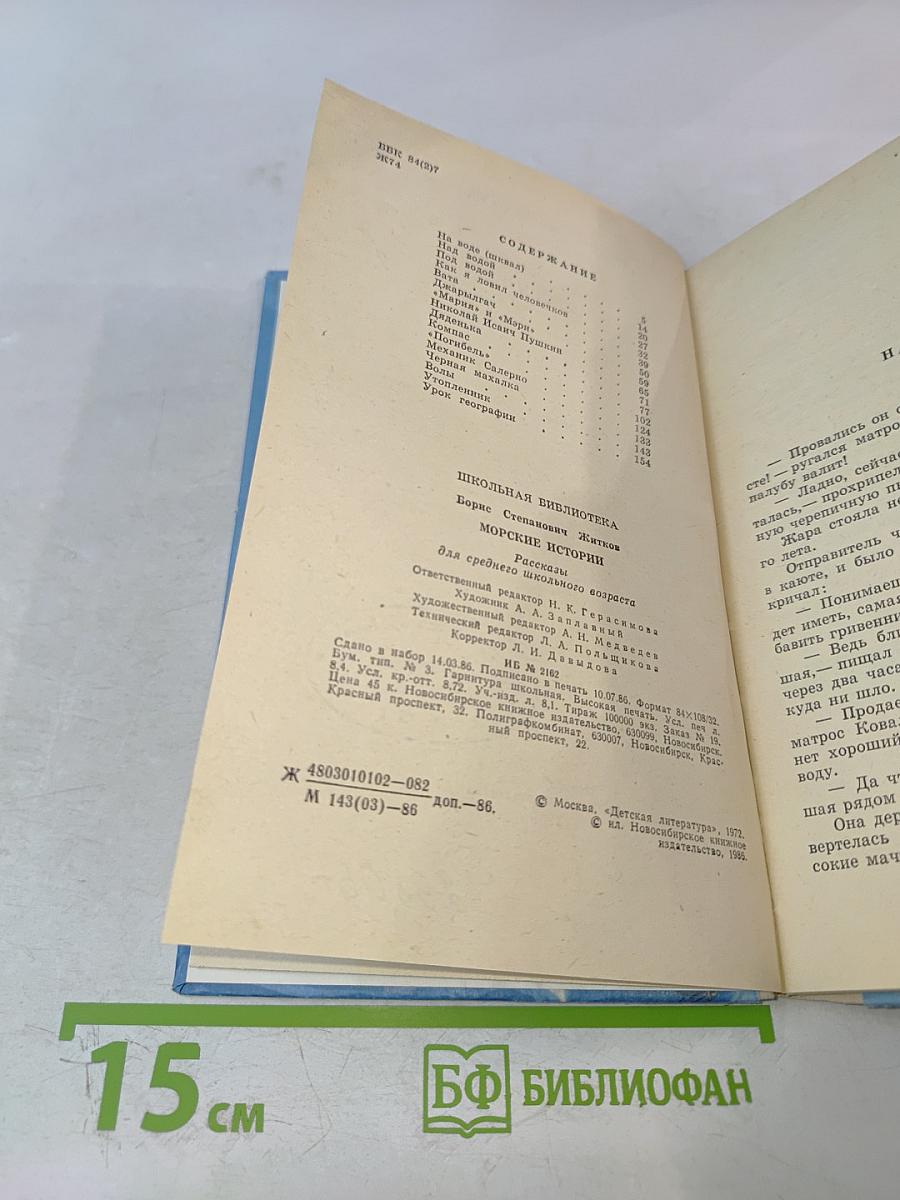 ББК 84(2)7
Ж74
СОДЕРЖАНИЕ
На воде (шквал) . . . . . . 5
Над водой . . . . . . 14
Под водой . . . . . . 20
Как я ловил человечков . . . . . . 27
Вата . . . . . . 32
Джарылгач . . . . . . 39
«Мария» и «Мэри» . . . . . . 50
Николай Исаич Пушкин . . . . . . 59
Дяденька . . . . . . 65
Компас . . . . . . 71
«Погибель» . . . . . . 77
Механик Салерно . . . . . . 102
Черная махалка . . . . . . 124
Волы . . . . . . 133
Утопленник . . . . . . 143
Урок географии . . . . . . 154
ШКОЛЬНАЯ БИБЛИОТЕКА
Борис Степанович Житков
МОРСКИЕ ИСТОРИИ
Рассказы
для среднего школьного возраста
Ответственный редактор Н. К. Герасимова
Художник А. А. Заплавный
Художественный редактор А. Н. Медведев
Технический редактор Л. А. Польщикова
Корректор Л. И. Давыдова
ИБ № 2162
Сдано в набор 14.03.86. Подписано в печать 10.07.86. Формат 84×108/32.
Бум. тип. № 3. Гарнитура школьная. Высокая печать. Усл. печ л.
8,4. Усл. кр.-отт. 8,72. Уч.-изд. л. 8,1. Тираж 100000 экз. Заказ № 19.
Цена 45 к. Новосибирское книжное издательство, 630099, Новосибирск.
Красный проспект, 32. Полиграфкомбинат, 630007, Новосибирск, Крас-
ный проспект, 22.
Ж 4803010102—082
М 143(03)—86 доп.—86.
© Москва, «Детская литература», 1972.
© ил. Новосибирское книжное
издательство, 1986.
НА
— Провались он с
сте! — ругался матро
палубу валит!
— Ладно, сейча
талась,— прохрипел
ную черепичную п
Жара стояла не
го лета.
Отправитель ч
в каюте, и было
кричал:
— Понимаеш
дет иметь, самая
бавить гривенни
— Ведь бли
шая,— пищал
через два часа
куда ни шло.
— Продае
матрос Кова
нет хороший
воду.
— Да чт
шая рядом
Она дер
вертелась
сокие мач
15 см
БФ БИБЛИОФАН